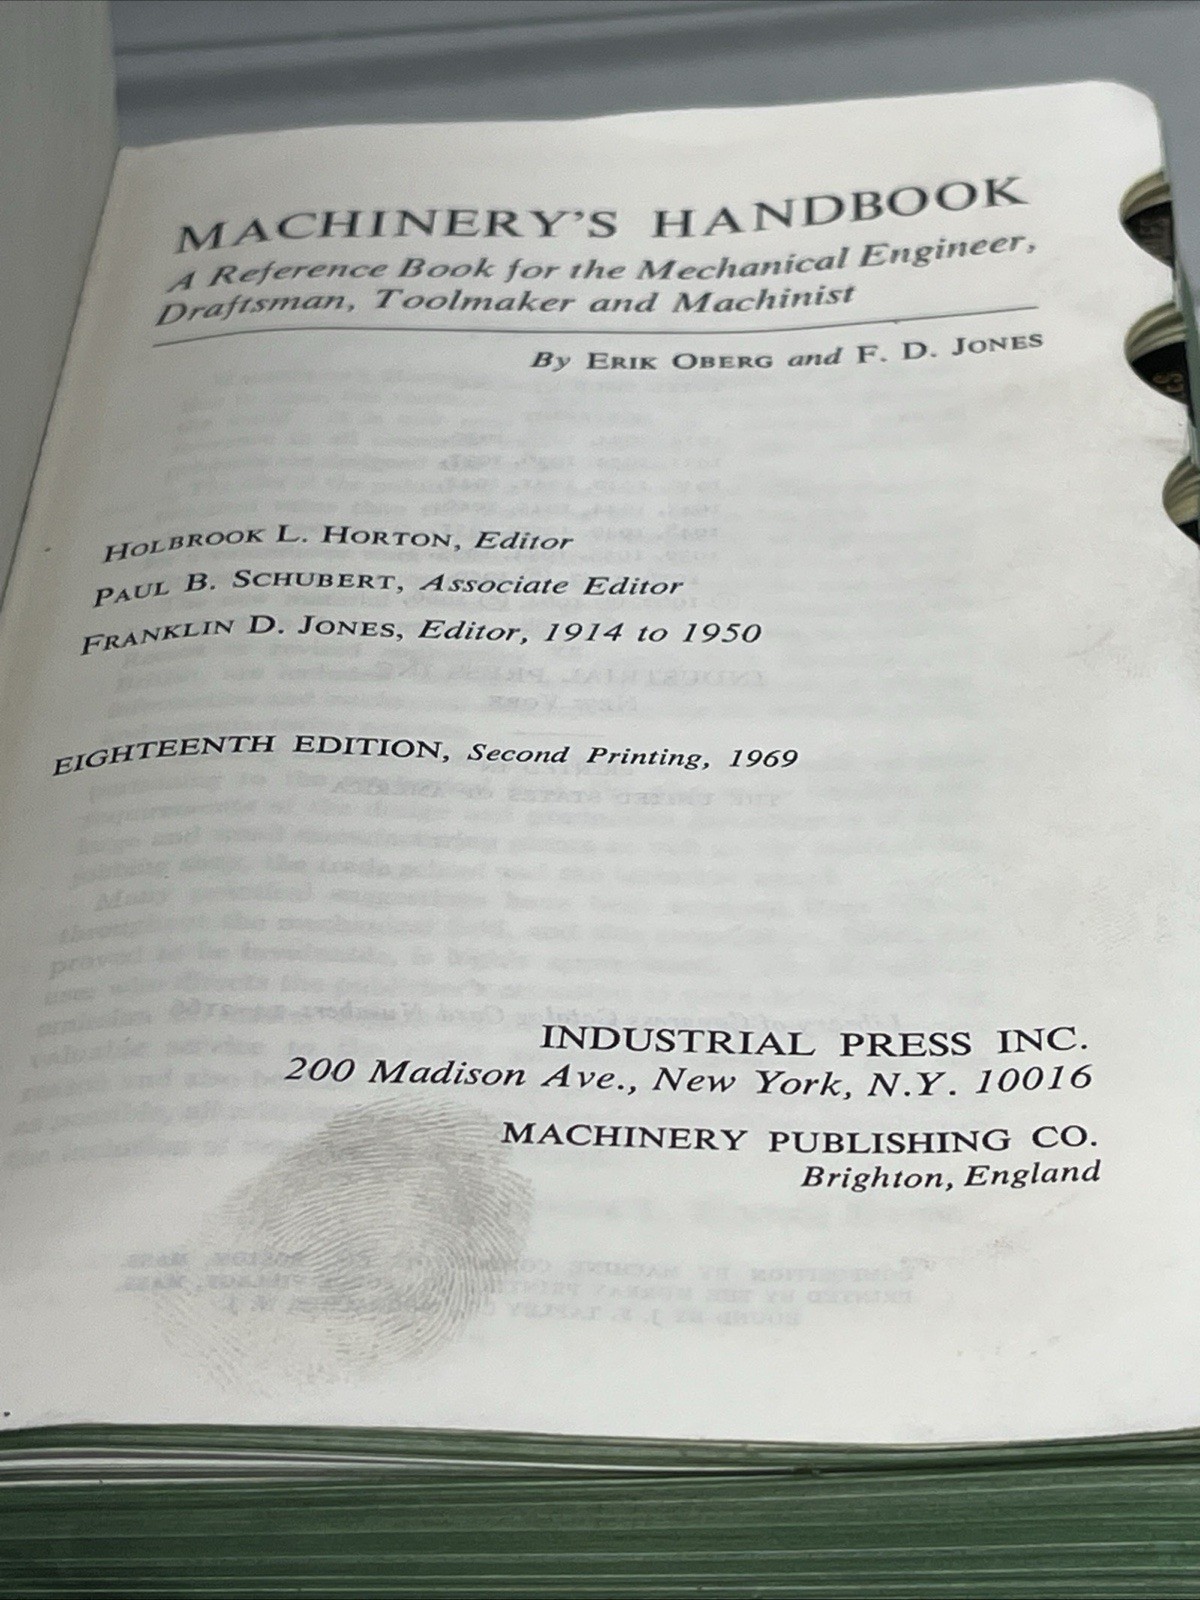 MACHINERY'S HANDBOOK
A Reference Book for the Mechanical Engineer,
Draftsman, Toolmaker and Machinist
By ERIK OBERG and F. D. JONES
HOLBROOK L. HORTON, Editor
PAUL B. SCHUBERT, Associate Editor
FRANKLIN D. JONES, Editor, 1914 to 1950
EIGHTEENTH EDITION, Second Printing, 1969
INDUSTRIAL PRESS INC.
200 Madison Ave., New York, N.Y. 10016
MACHINERY PUBLISHING CO.
Brighton, England